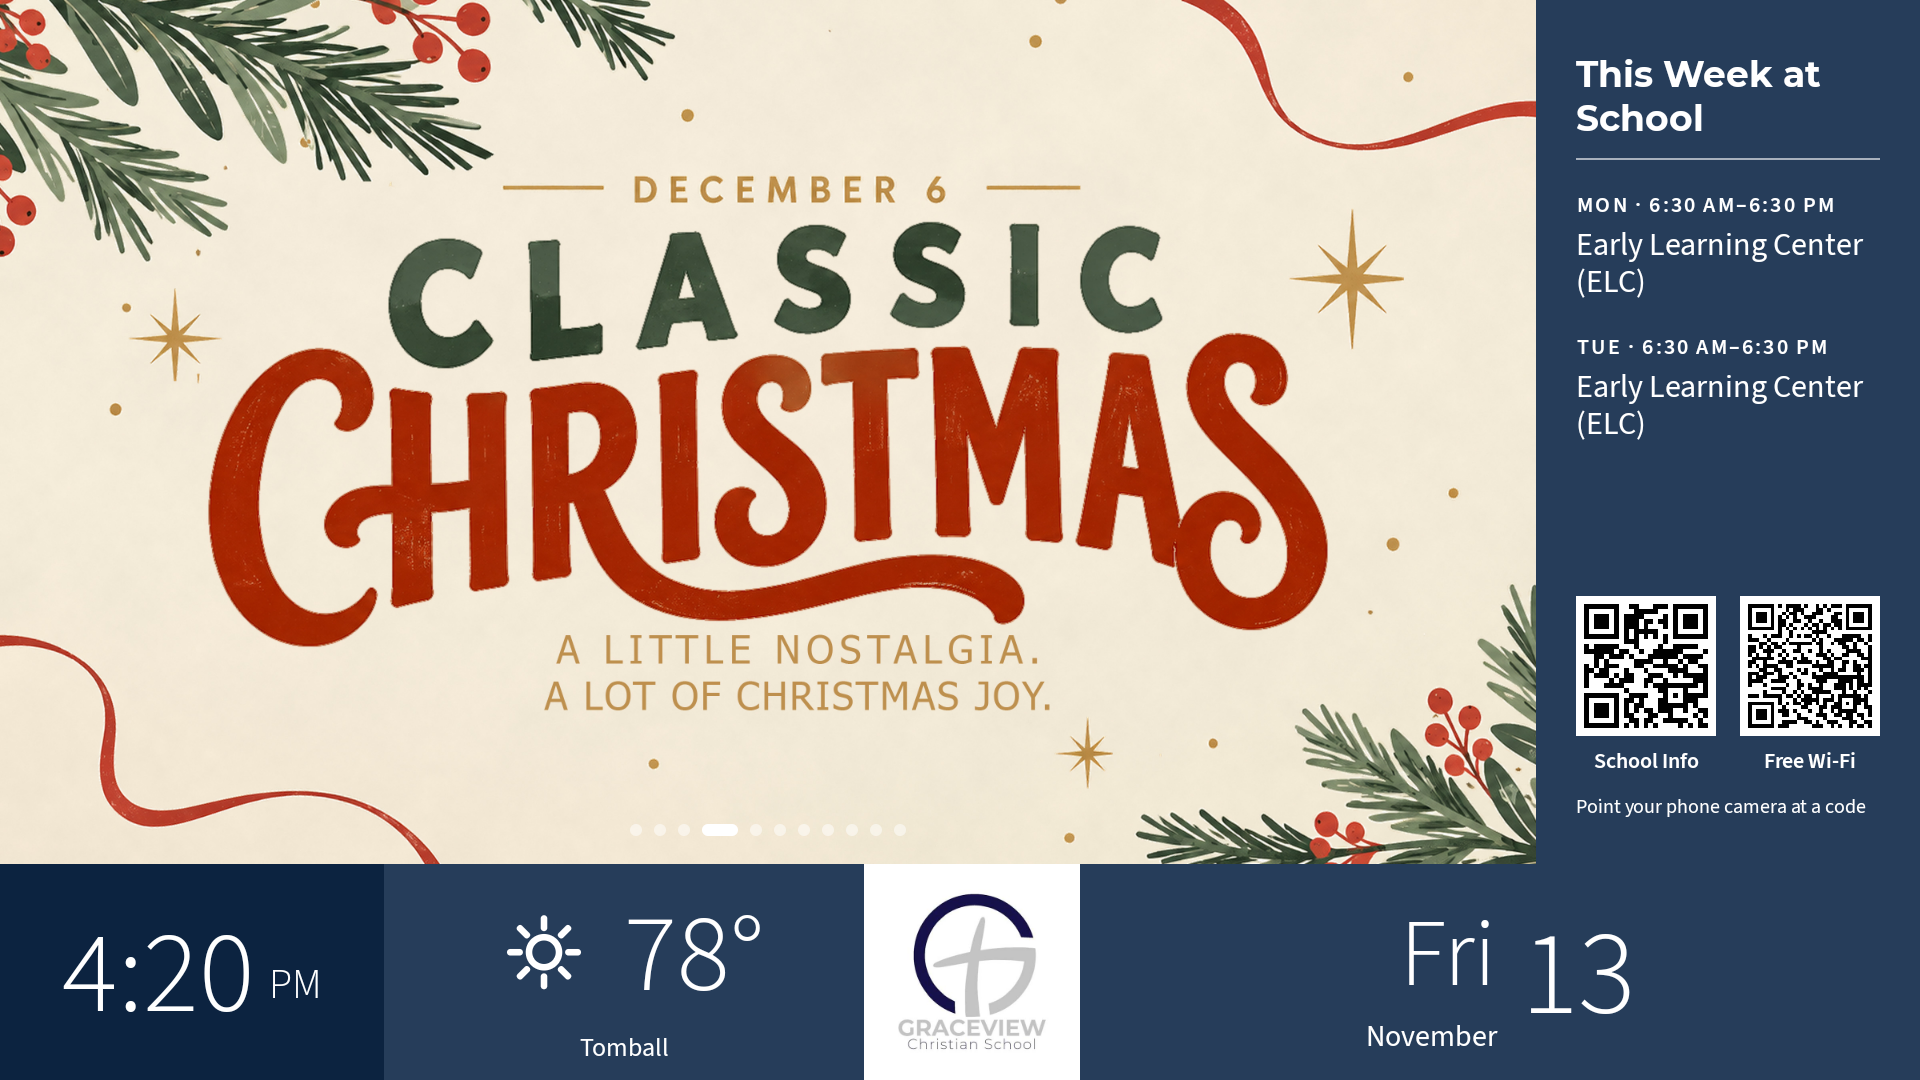 DECEMBER 6
CLASSIC
CHRISTMAS
A LITTLE NOSTALGIA.
A LOT OF CHRISTMAS JOY.
This Week at
School
MON · 6:30 AM–6:30 PM
Early Learning Center
(ELC)
TUE · 6:30 AM–6:30 PM
Early Learning Center
(ELC)
School Info
Free Wi-Fi
Point your phone camera at a code
4:20 PM
78°
Tomball
GRACEVIEW
Christian School
Fri 13
November